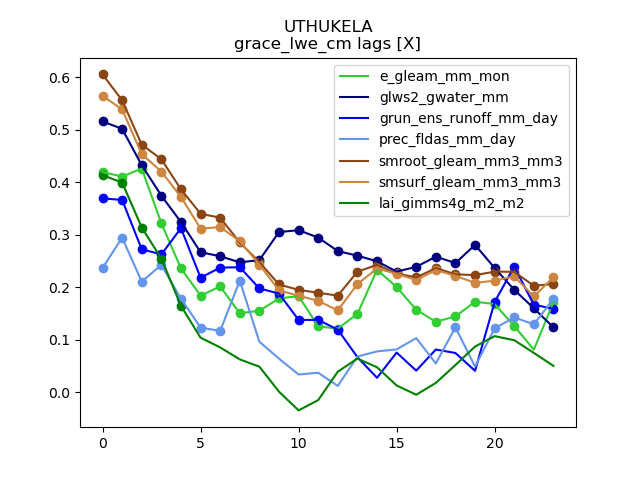 UTHUKELA
grace_lwe_cm lags [X]
e_gleam_mm_mon
glws2_gwater_mm
grun_ens_runoff_mm_day
prec_fldas_mm_day
smroot_gleam_mm3_mm3
smsurf_gleam_mm3_mm3
lai_gimms4g_m2_m2
0.6
0.5
0.4
0.3
0.2
0.1
0.0
0 5 10 15 20